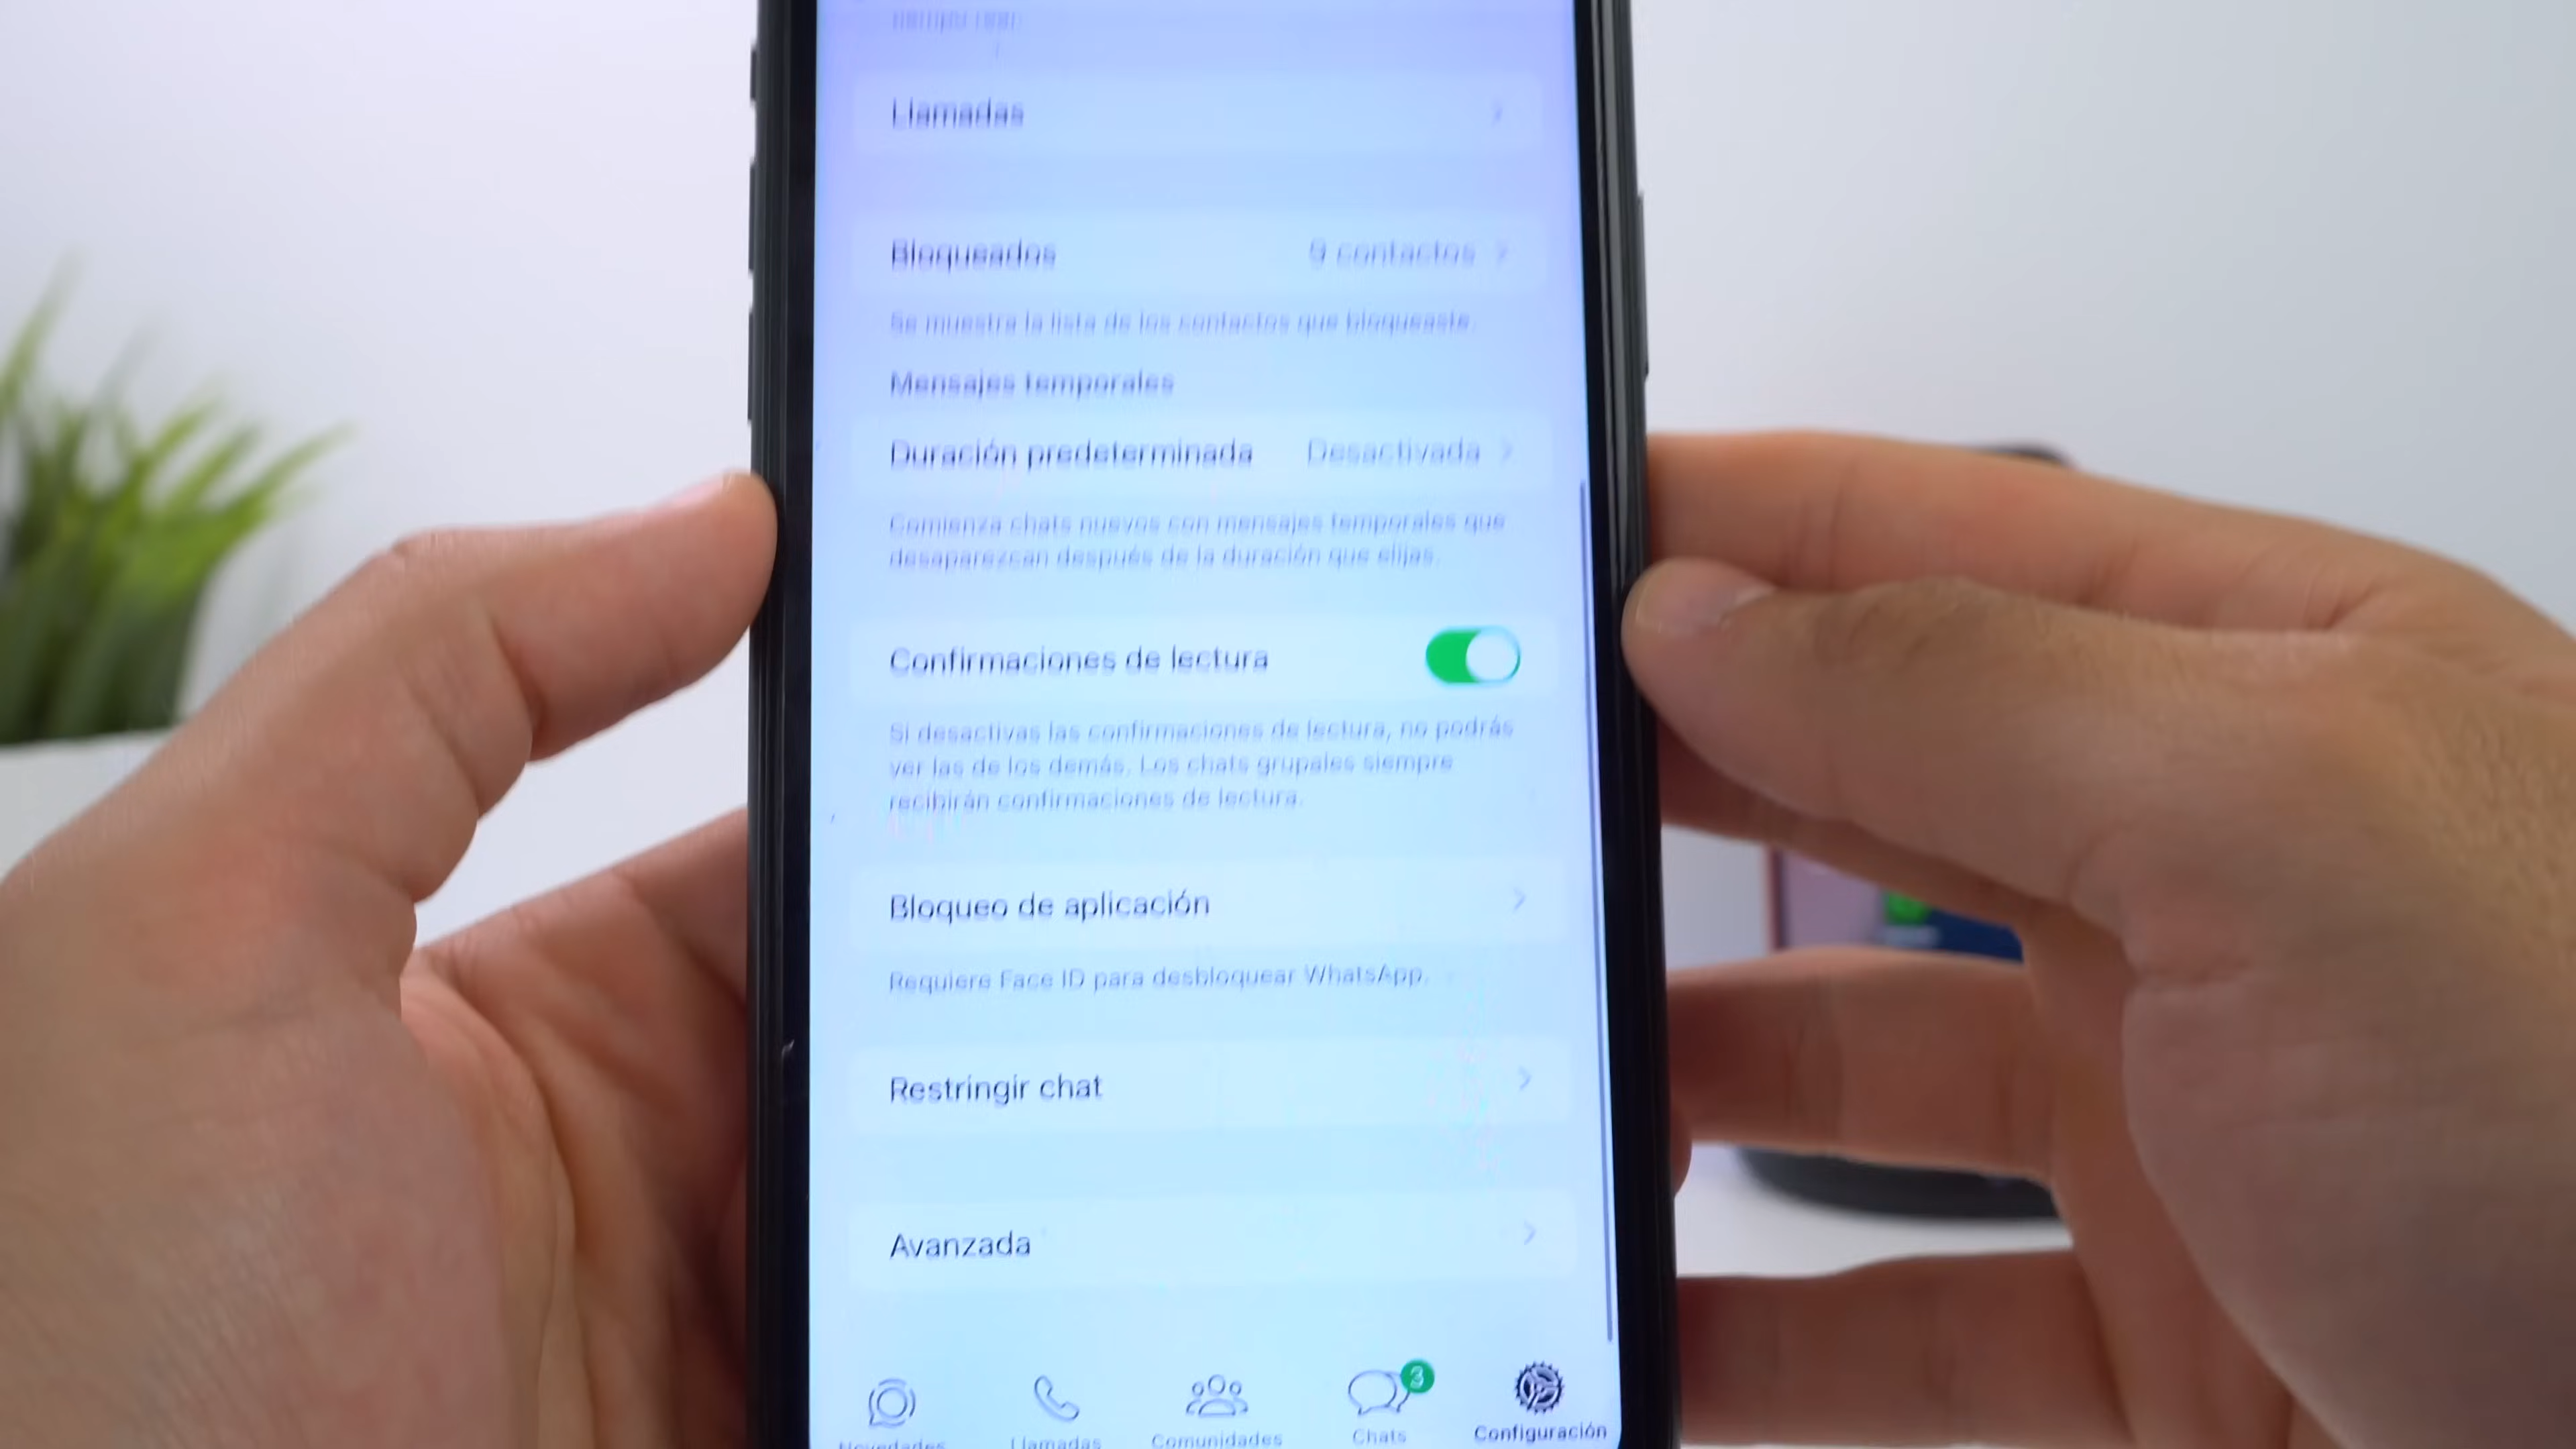 tiempo real.
Llamadas
Bloqueados 9 contactos
Se muestra la lista de los contactos que bloqueaste.
Mensajes temporales
Duración predeterminada Desactivada
Comienza chats nuevos con mensajes temporales que
desaparezcan después de la duración que elijas.
Confirmaciones de lectura
Si desactivas las confirmaciones de lectura, no podrás
ver las de los demás. Los chats grupales siempre
recibirán confirmaciones de lectura.
Bloqueo de aplicación
Requiere Face ID para desbloquear WhatsApp.
Restringir chat
Avanzada
3
Novedades Llamadas Comunidades Chats Configuración